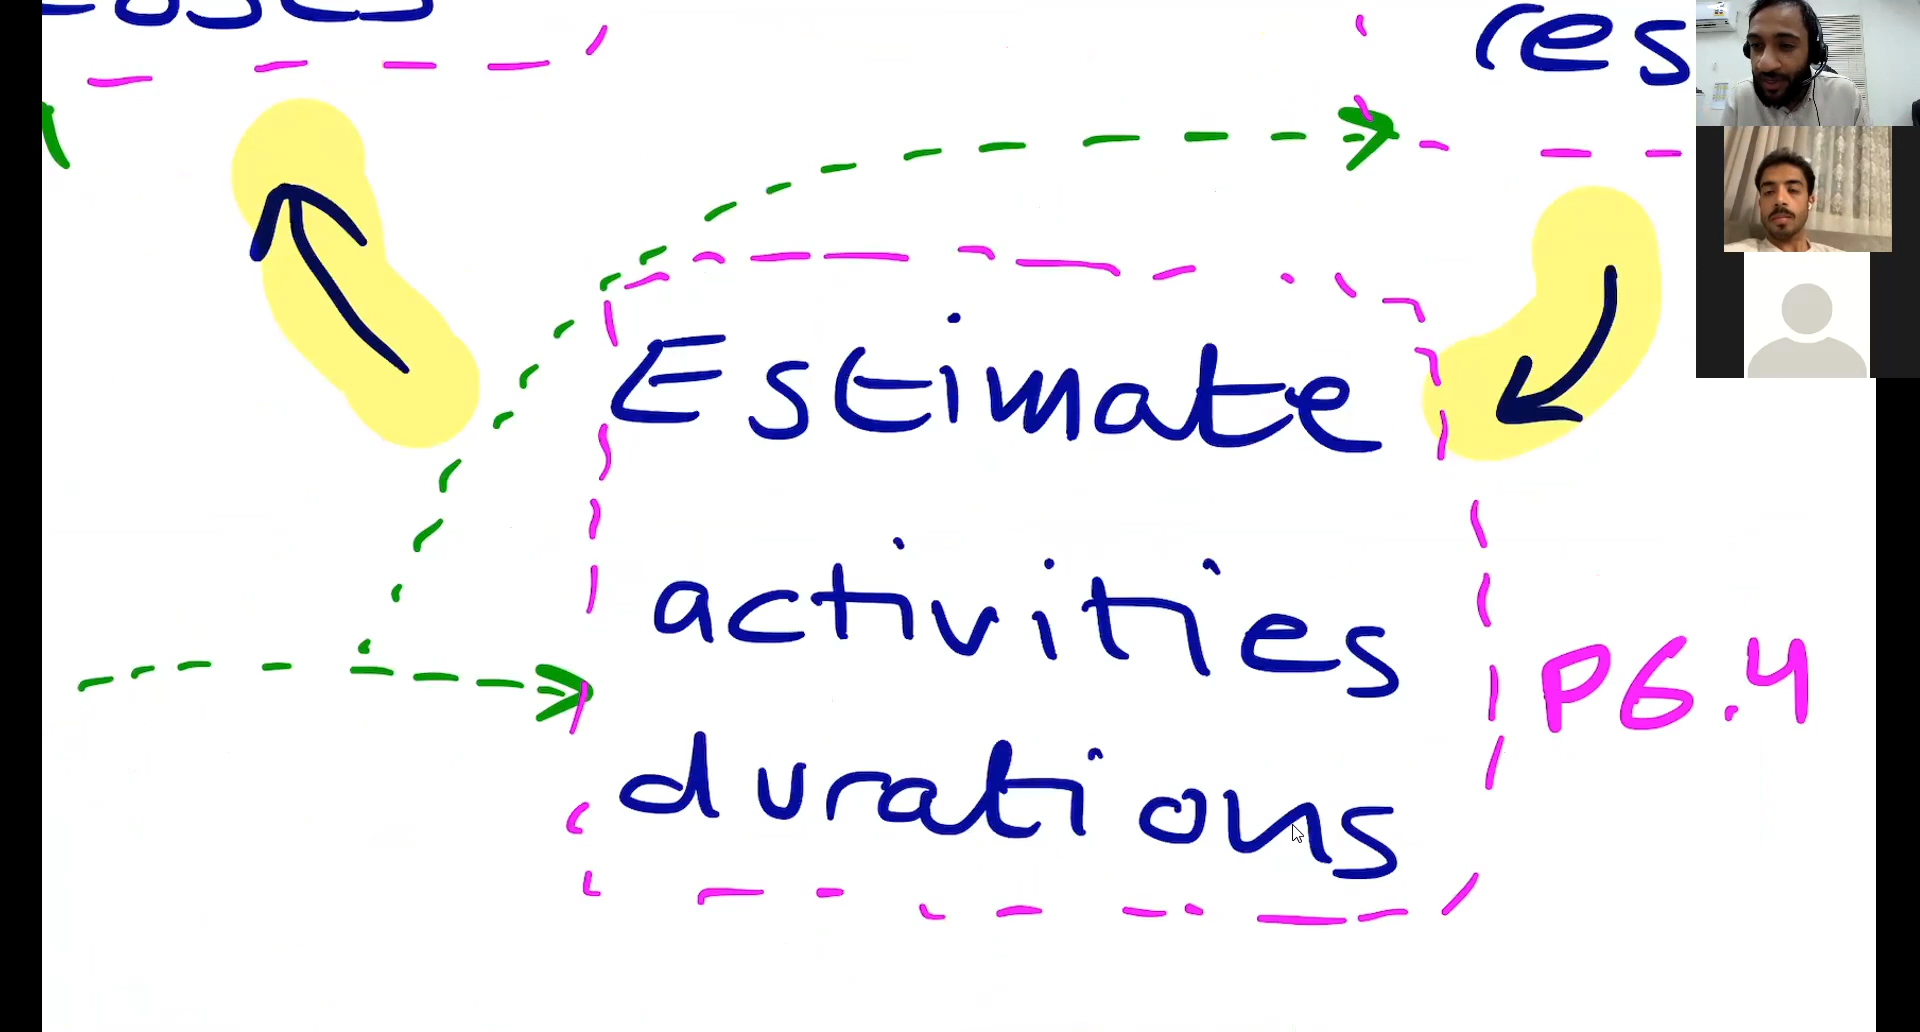 res
Estimate
activities
P6.4
durations